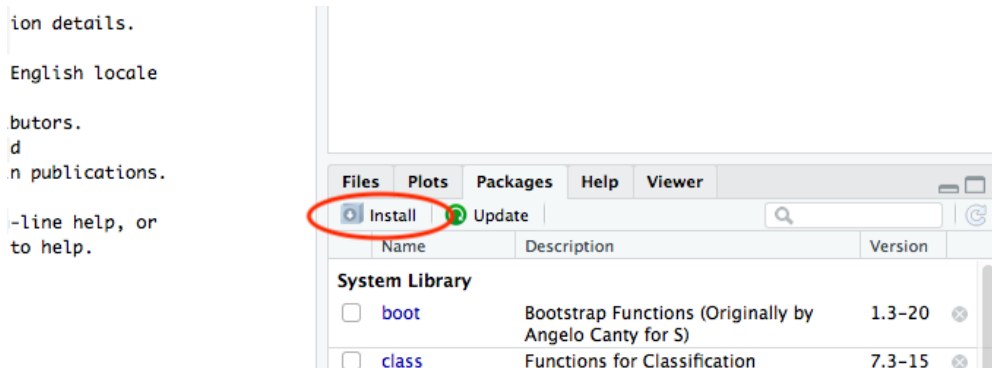 ion details.
English locale
butors.
d
n publications.
-line help, or
to help.
Files Plots Packages Help Viewer
Install Update
Name Description Version
System Library
boot Bootstrap Functions (Originally by 1.3-20
Angelo Canty for S)
class Functions for Classification 7.3-15